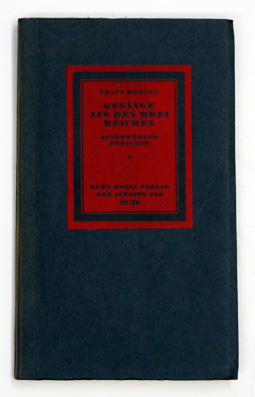 FRANZ WERFEL
GESÄNGE
AUS DEN DREI
REICHEN
AUSGEWÄHLTE
GEDICHTE
KURT WOLFF VERLAG
DER JÜNGSTE TAG
29/30